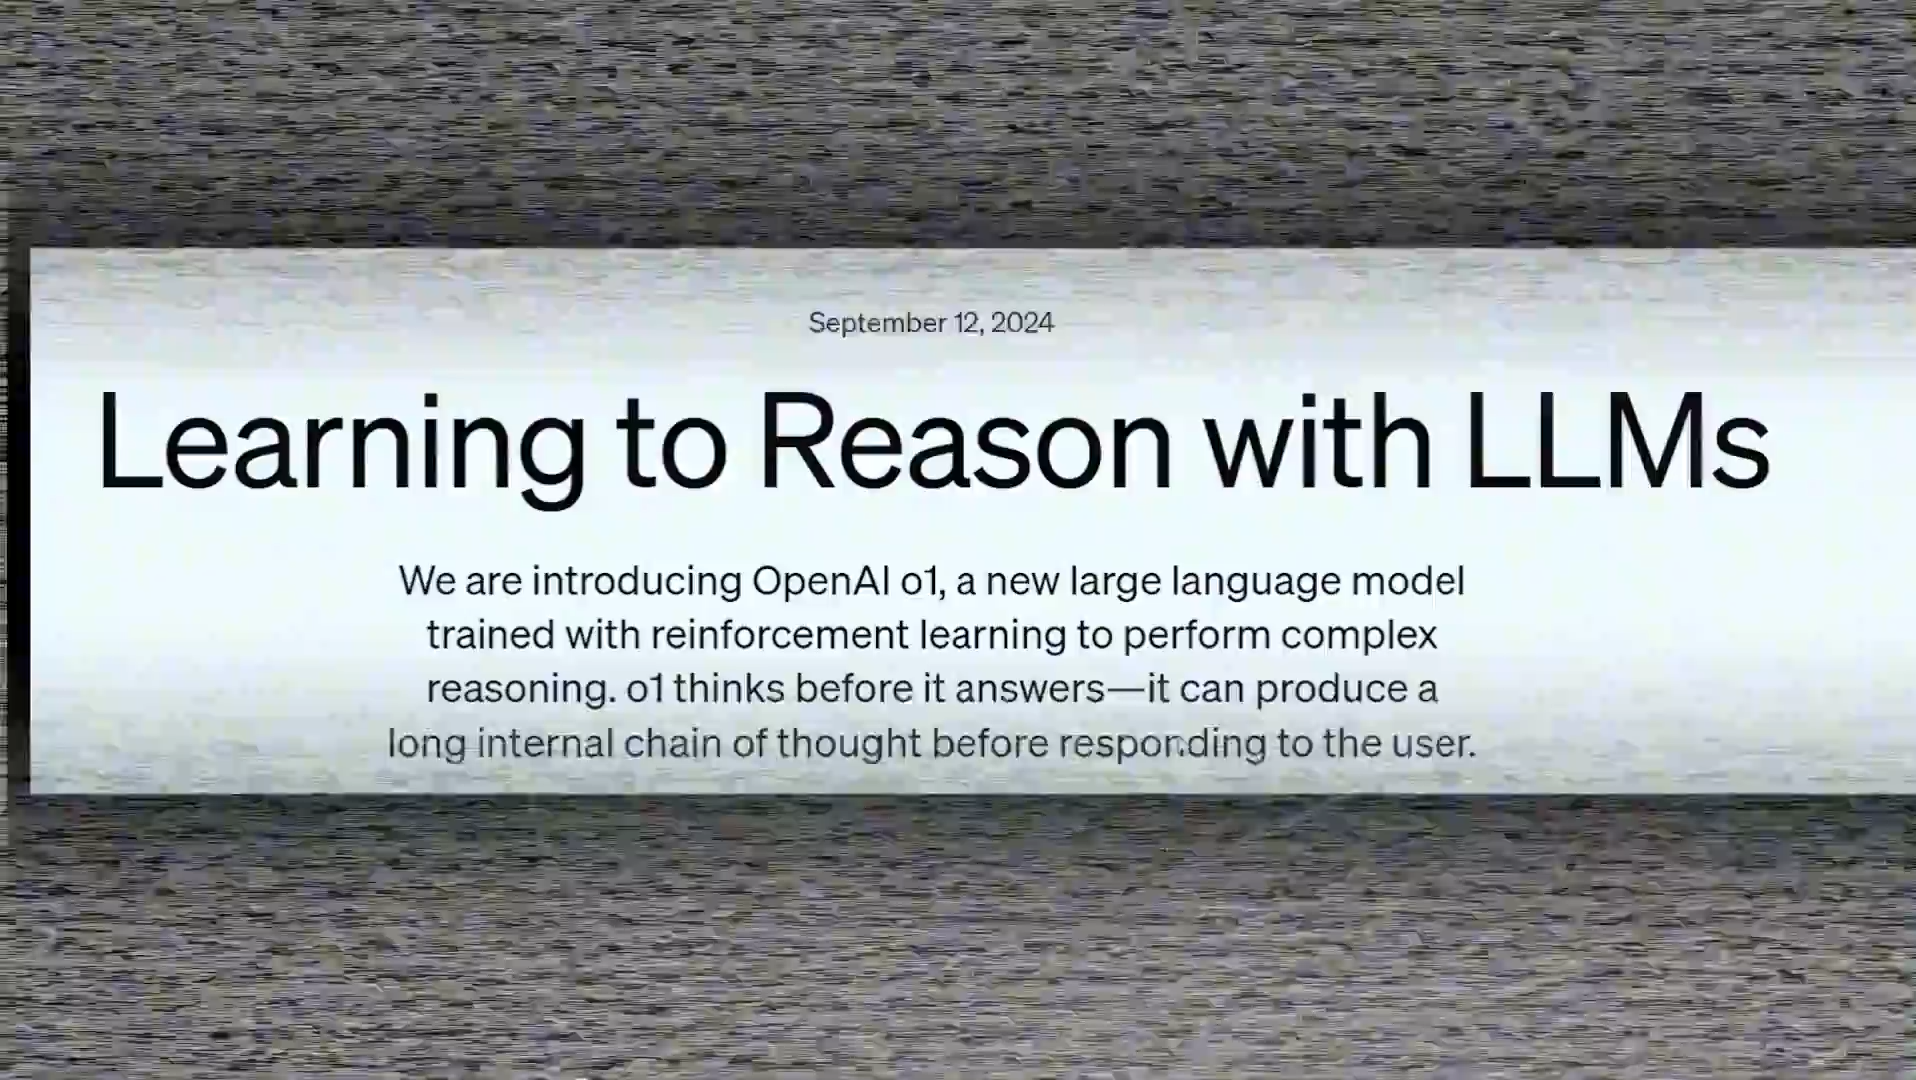 September 12, 2024
Learning to Reason with LLMs
We are introducing OpenAI o1, a new large language model
trained with reinforcement learning to perform complex
reasoning. o1 thinks before it answers—it can produce a
long internal chain of thought before responding to the user.